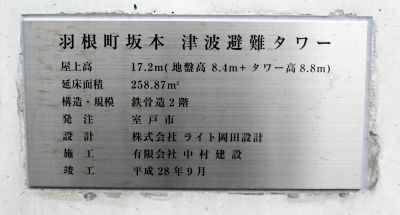 羽根町坂本 津波避難タワー
屋上高 17.2m(地盤高 8.4m+タワー高 8.8m)
延床面積 258.87㎡
構造・規模 鉄骨造2階
発注 室戸市
設計 株式会社 ライト岡田設計
施工 有限会社 中村建設
竣工 平成28年9月